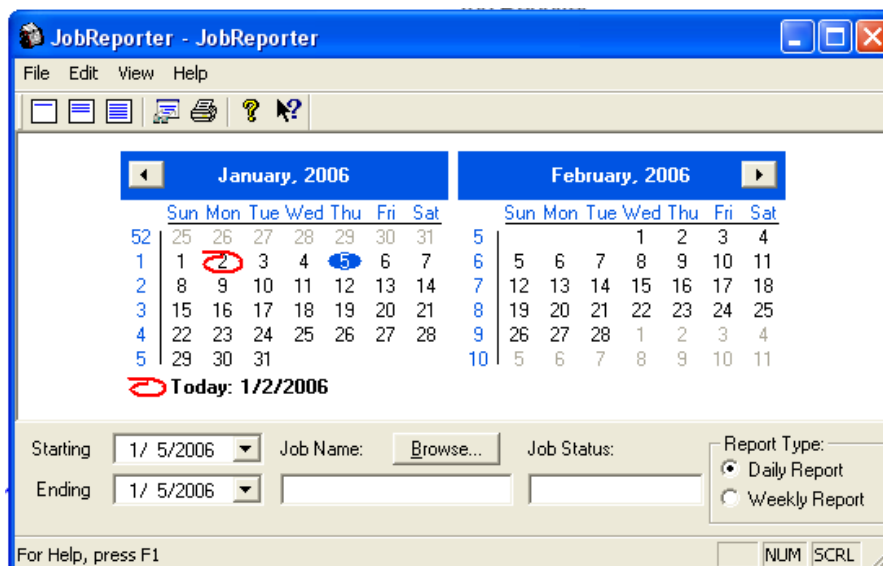 JobReporter - JobReporter
File Edit View Help
January, 2006 February, 2006
Sun Mon Tue Wed Thu Fri Sat Sun Mon Tue Wed Thu Fri Sat
52 25 26 27 28 29 30 31 5 1 2 3 4
1 1 2 3 4 5 6 7 6 5 6 7 8 9 10 11
2 8 9 10 11 12 13 14 7 12 13 14 15 16 17 18
3 15 16 17 18 19 20 21 8 19 20 21 22 23 24 25
4 22 23 24 25 26 27 28 9 26 27 28 1 2 3 4
5 29 30 31 10 5 6 7 8 9 10 11
Today: 1/2/2006
Starting 1/ 5/2006 Job Name: Browse... Job Status: Report Type:
Daily Report
Ending 1/ 5/2006 Weekly Report
For Help, press F1 NUM SCRL